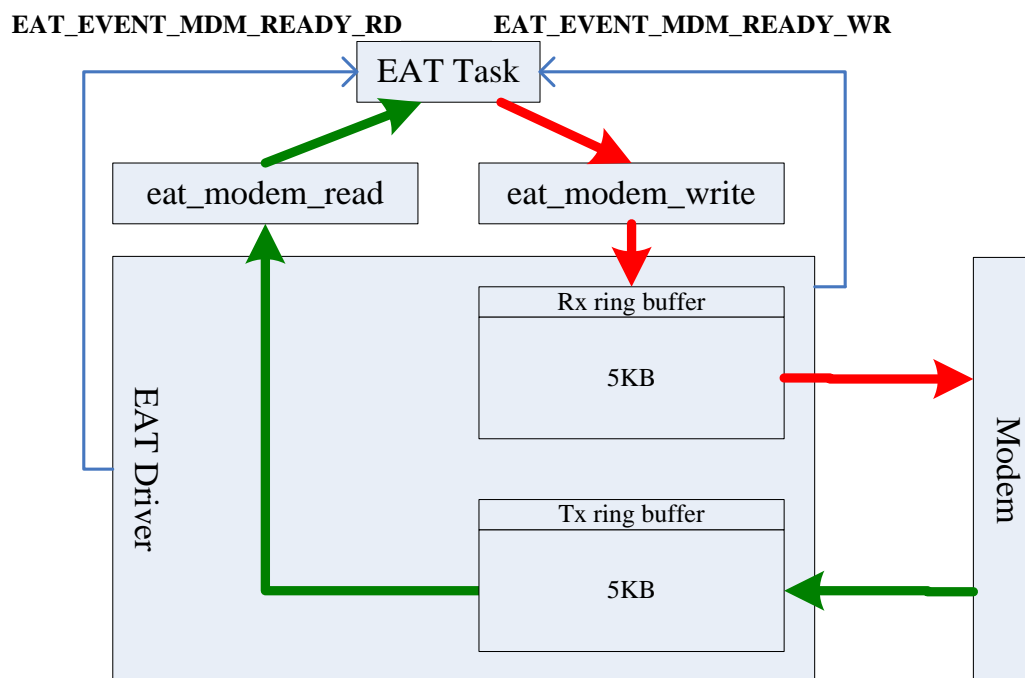 EAT_EVENT_MDM_READY_RD
EAT_EVENT_MDM_READY_WR
EAT Task
eat_modem_read
eat_modem_write
Rx ring buffer
5KB
EAT Driver
Modem
Tx ring buffer
5KB